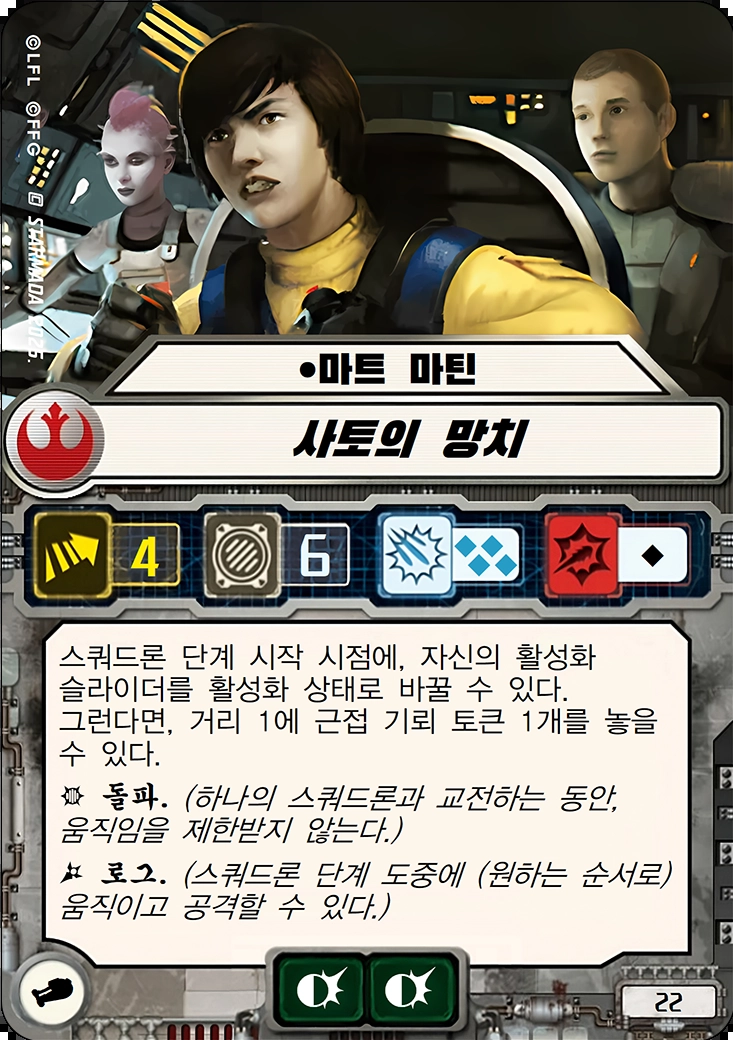 ©LFL ©FFG
STARMADA 2025.
•마트 마틴
사토의 망치
4 6
스쿼드론 단계 시작 시점에, 자신의 활성화
슬라이더를 활성화 상태로 바꿀 수 있다.
그런다면, 거리 1에 근접 기뢰 토큰 1개를 놓을
수 있다.
돌파. (하나의 스쿼드론과 교전하는 동안,
움직임을 제한받지 않는다.)
로그. (스쿼드론 단계 도중에 (원하는 순서로)
움직이고 공격할 수 있다.)
22